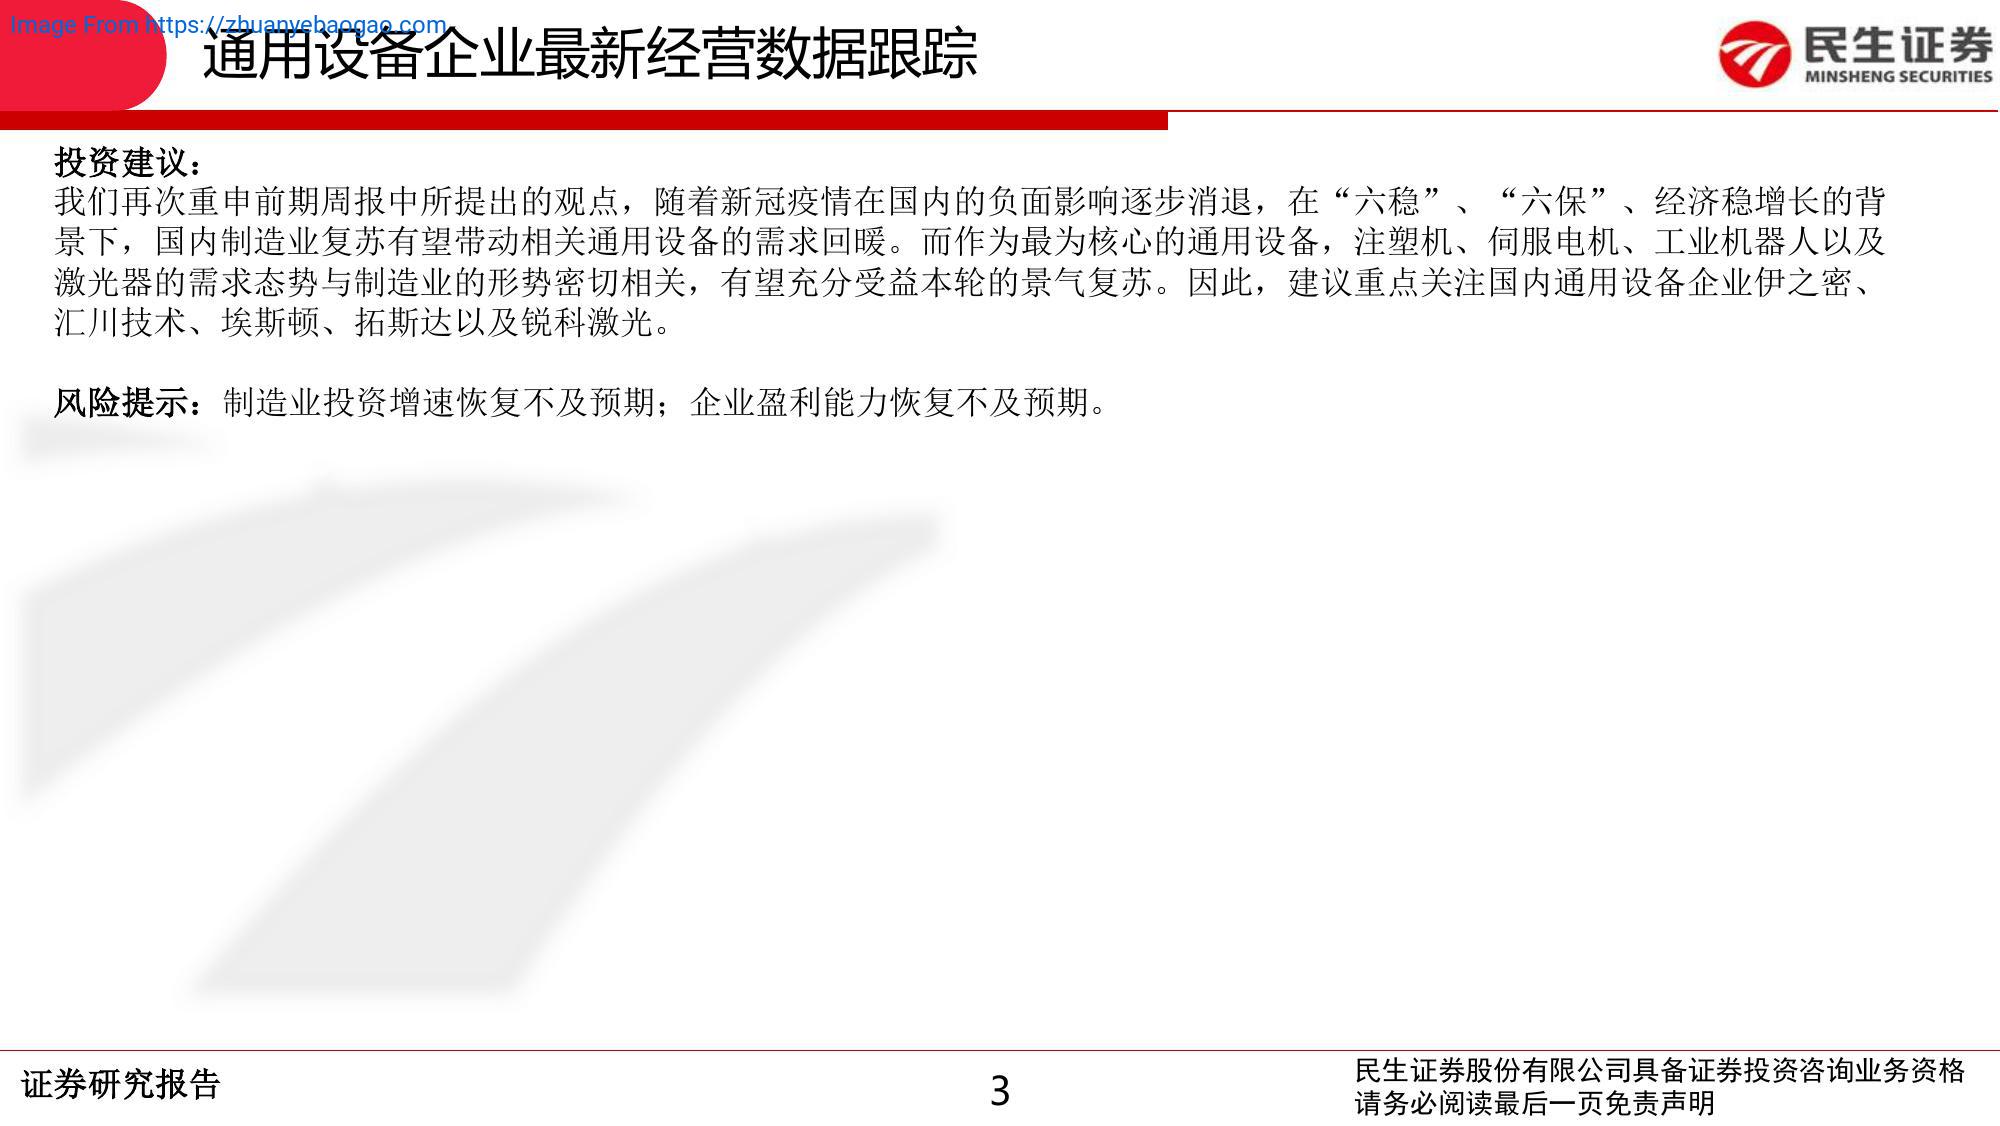 Image From https://zhuanyebaogao.com
通用设备企业最新经营数据跟踪
民生证券
MINSHENG SECURITIES
投资建议：
我们再次重申前期周报中所提出的观点，随着新冠疫情在国内的负面影响逐步消退，在“六稳”、“六保”、经济稳增长的背
景下，国内制造业复苏有望带动相关通用设备的需求回暖。而作为最为核心的通用设备，注塑机、伺服电机、工业机器人以及
激光器的需求态势与制造业的形势密切相关，有望充分受益本轮的景气复苏。因此，建议重点关注国内通用设备企业伊之密、
汇川技术、埃斯顿、拓斯达以及锐科激光。
风险提示：制造业投资增速恢复不及预期；企业盈利能力恢复不及预期。
证券研究报告
3
民生证券股份有限公司具备证券投资咨询业务资格
请务必阅读最后一页免责声明